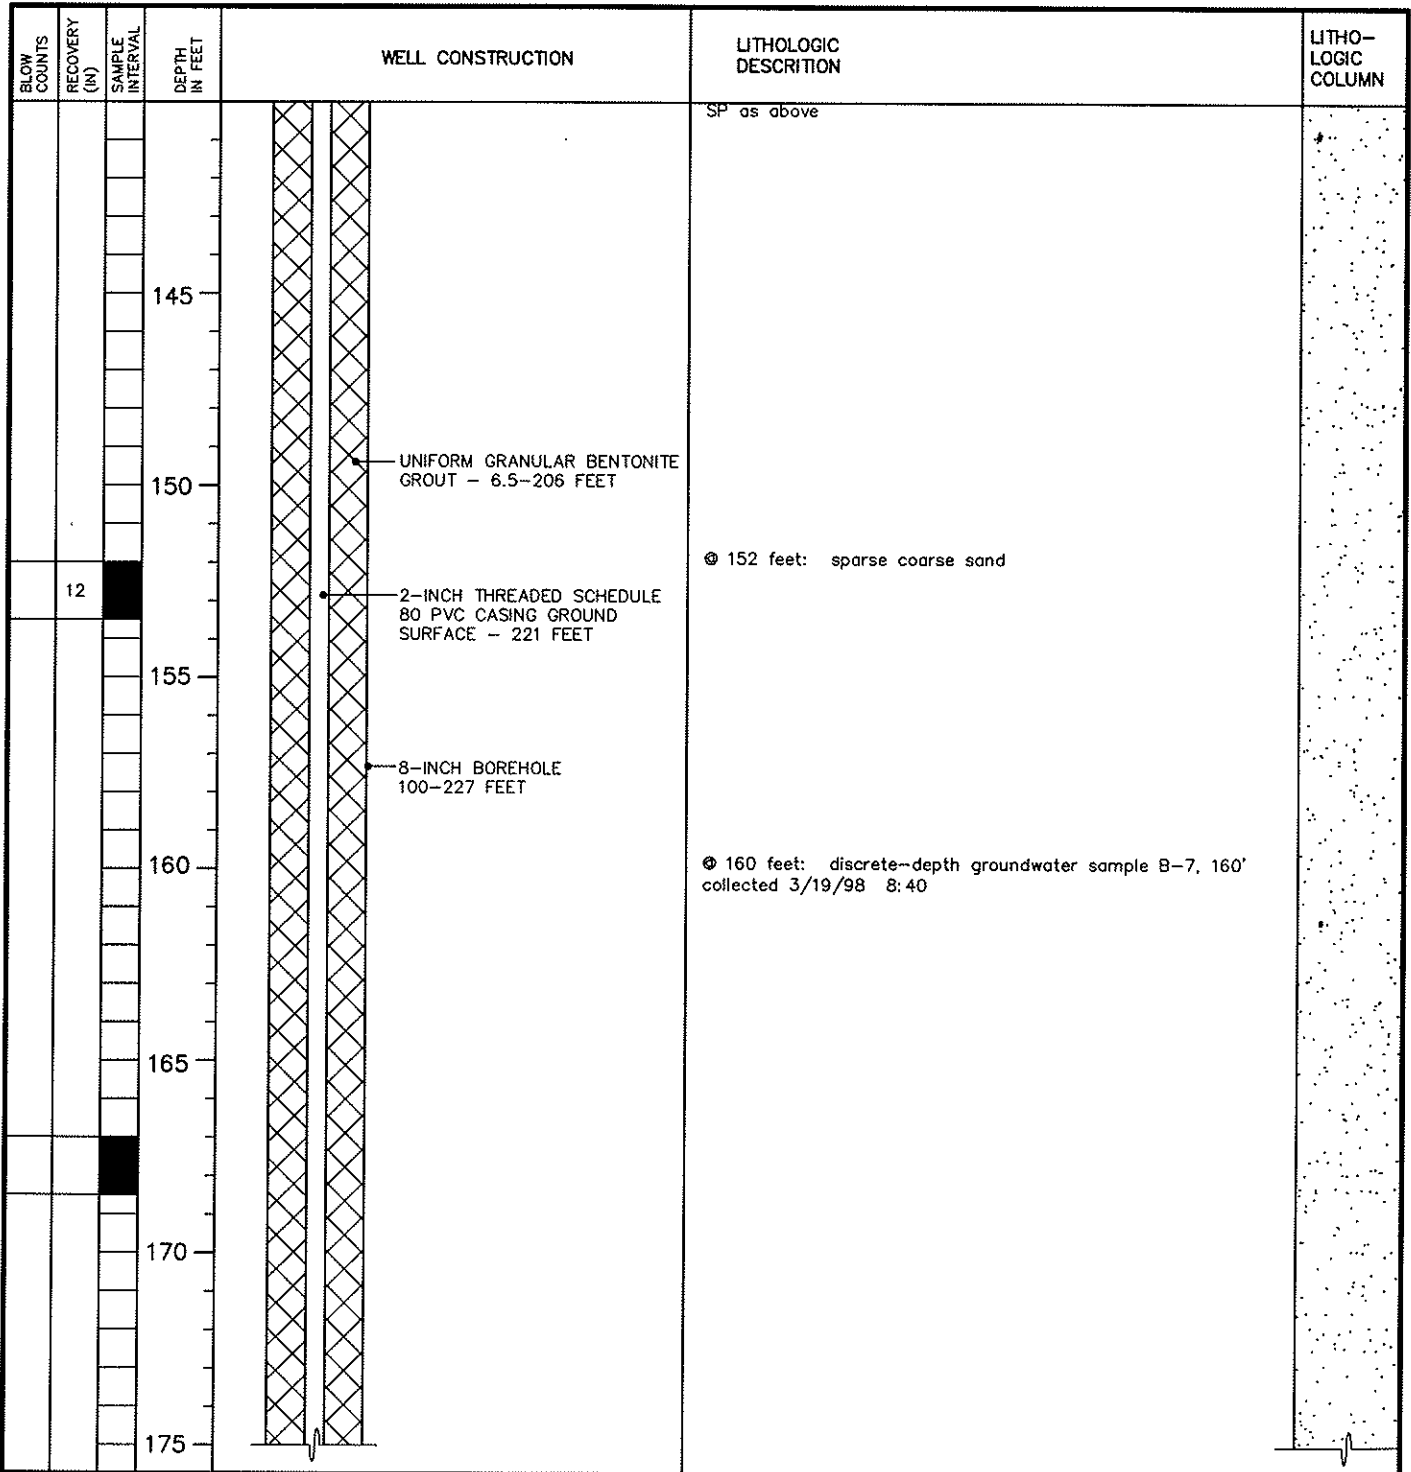 BLOW
COUNTS
RECOVERY
(IN)
SAMPLE
INTERVAL
DEPTH
IN FEET
WELL CONSTRUCTION
LITHOLOGIC
DESCRITION
LITHO-
LOGIC
COLUMN
SP as above
145
UNIFORM GRANULAR BENTONITE
GROUT - 6.5-206 FEET
150
@ 152 feet: sparse coarse sand
12
2-INCH THREADED SCHEDULE
80 PVC CASING GROUND
SURFACE - 221 FEET
155
8-INCH BOREHOLE
100-227 FEET
160
@ 160 feet: discrete-depth groundwater sample B-7, 160'
collected 3/19/98 8:40
165
170
175